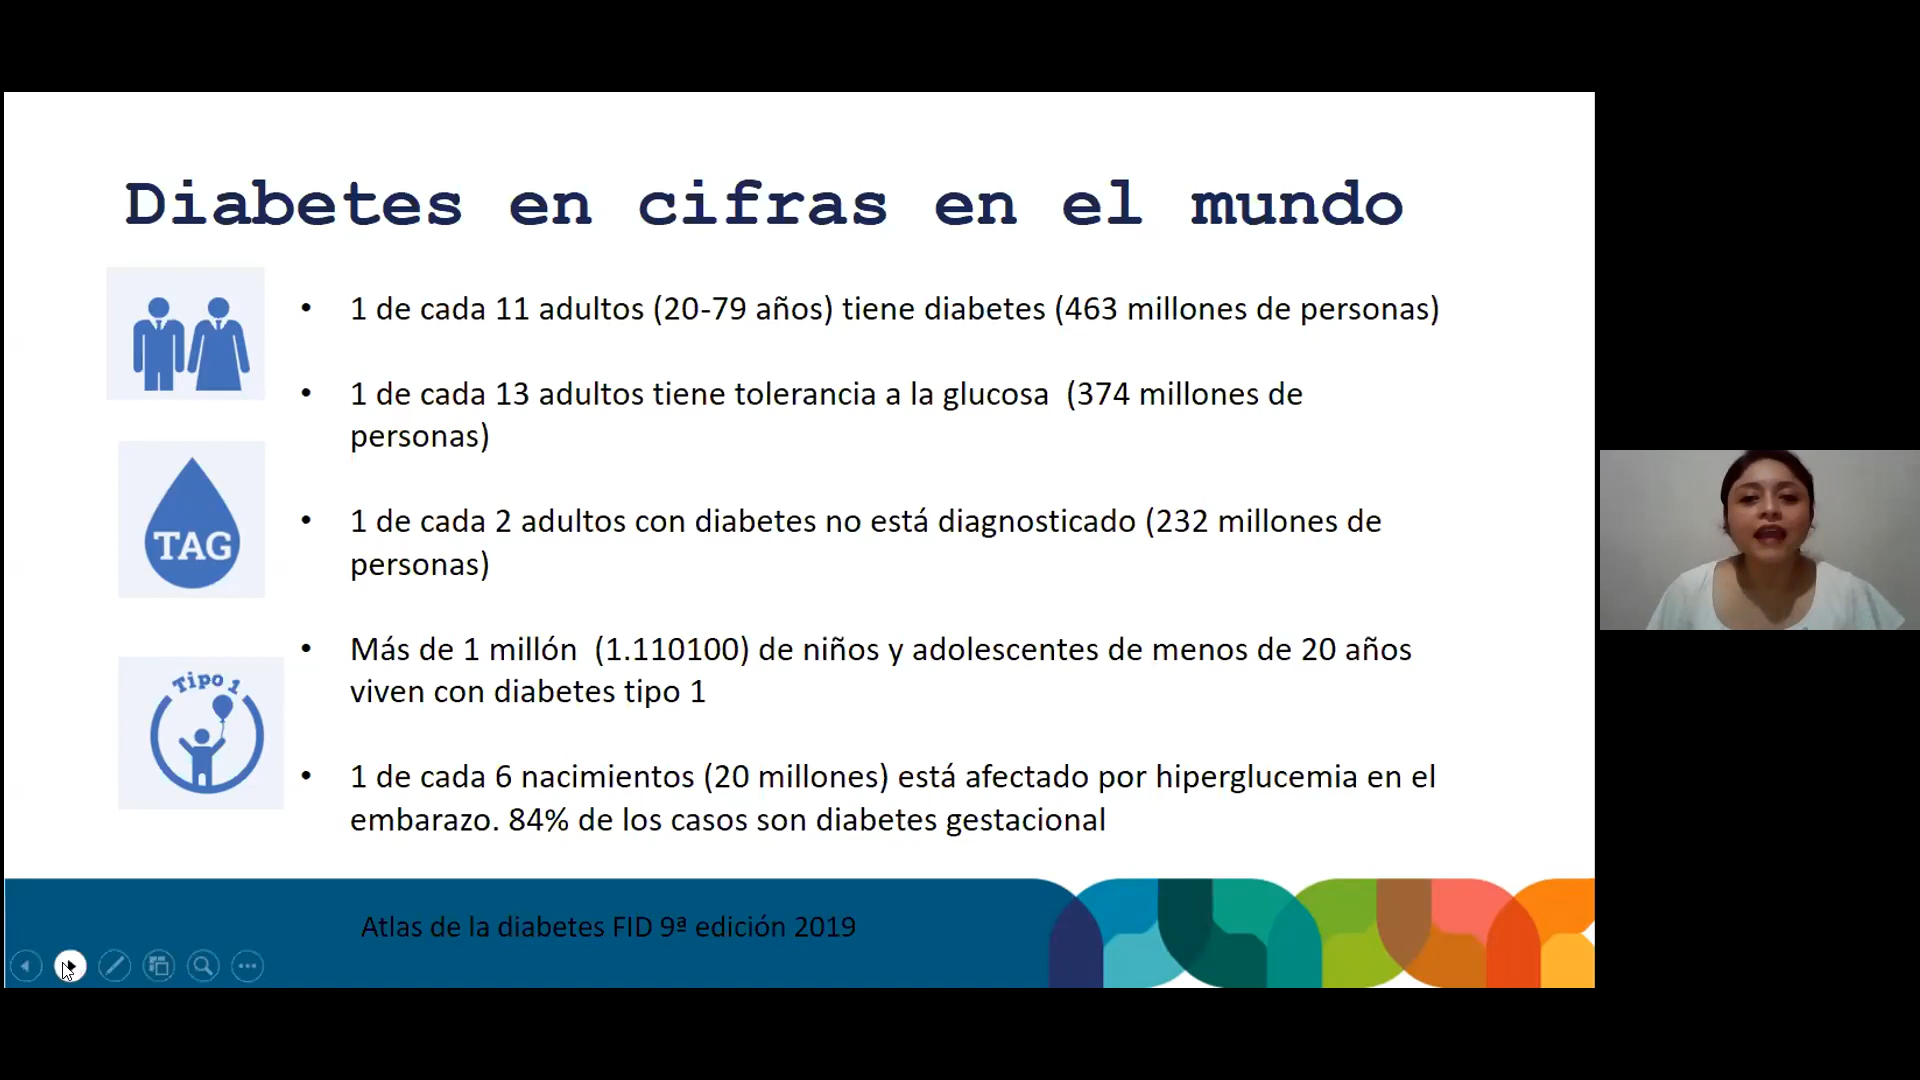 Diabetes en cifras en el mundo
• 1 de cada 11 adultos (20-79 años) tiene diabetes (463 millones de personas)
• 1 de cada 13 adultos tiene tolerancia a la glucosa  (374 millones de
personas)
TAG
• 1 de cada 2 adultos con diabetes no está diagnosticado (232 millones de
personas)
Tipo 1
• Más de 1 millón  (1.110100) de niños y adolescentes de menos de 20 años
viven con diabetes tipo 1
• 1 de cada 6 nacimientos (20 millones) está afectado por hiperglucemia en el
embarazo. 84% de los casos son diabetes gestacional
Atlas de la diabetes FID 9ª edición 2019